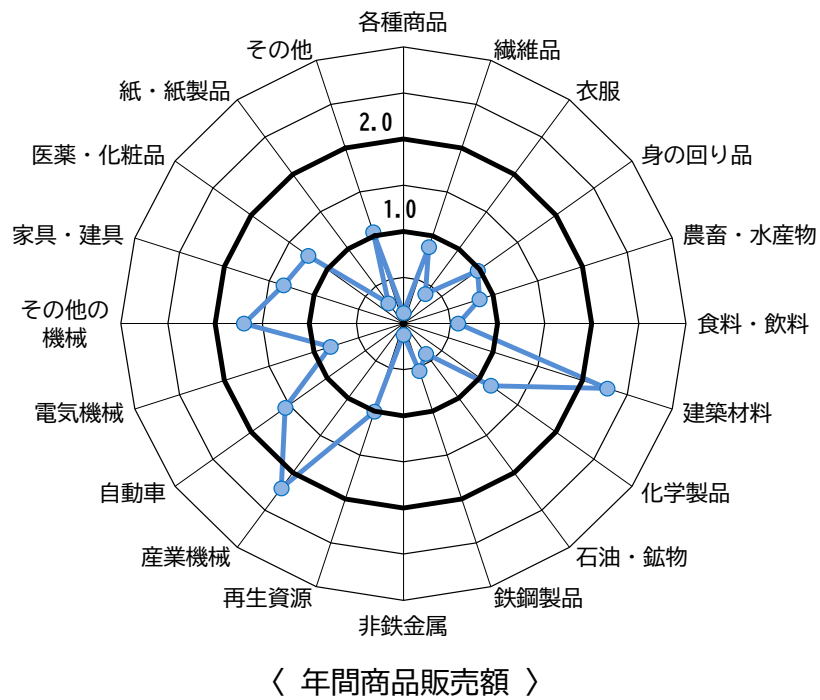 各種商品
繊維品
衣服
身の回り品
農畜・水産物
食料・飲料
建築材料
化学製品
石油・鉱物
鉄鋼製品
非鉄金属
再生資源
産業機械
自動車
電気機械
その他の
機械
家具・建具
医薬・化粧品
紙・紙製品
その他
2.0
1.0
〈 年間商品販売額 〉